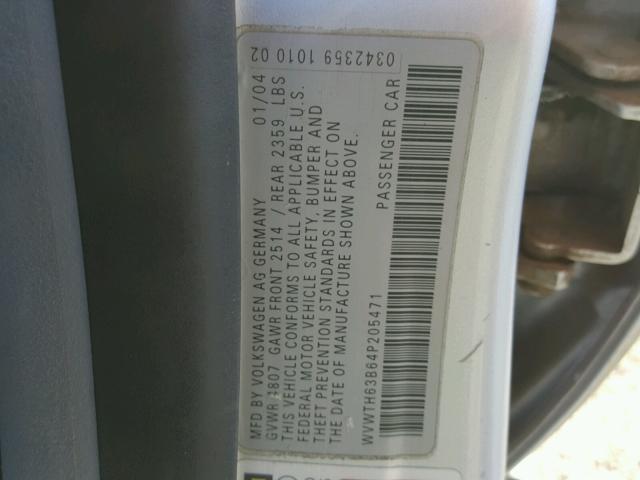 MFD BY VOLKSWAGEN AG GERMANY 01/04
GVWR 4807 GAWR FRONT 2514 / REAR 2359 LBS
THIS VEHICLE CONFORMS TO ALL APPLICABLE U.S.
FEDERAL MOTOR VEHICLE SAFETY, BUMPER AND
THEFT PREVENTION STANDARDS IN EFFECT ON
THE DATE OF MANUFACTURE SHOWN ABOVE.
WVWTH63B64P205471 PASSENGER CAR
0342359 1010 02